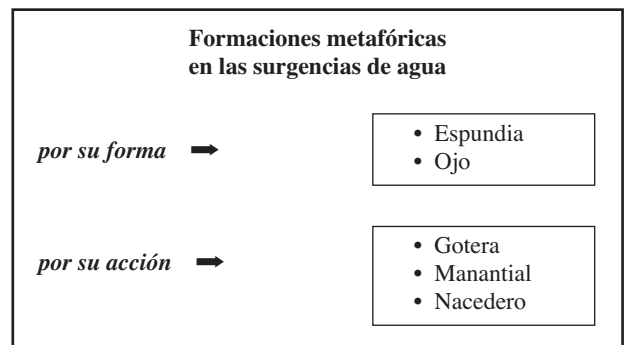 Formaciones metafóricas
en las surgencias de agua
por su forma ➡
• Espundia
• Ojo
por su acción ➡
• Gotera
• Manantial
• Nacedero